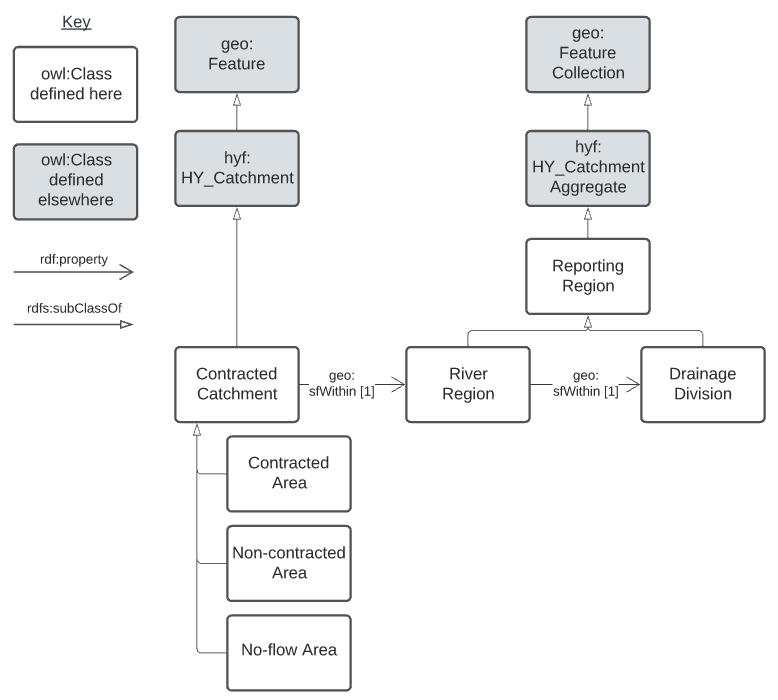 Key
owl:Class
defined here
owl:Class
defined
elsewhere
rdf:property
rdfs:subClassOf
geo:
Feature
geo:
Feature
Collection
hyf:
HY_Catchment
hyf:
HY_Catchment
Aggregate
Reporting
Region
Contracted
Catchment
geo:
sfWithin [1]
River
Region
geo:
sfWithin [1]
Drainage
Division
Contracted
Area
Non-contracted
Area
No-flow Area